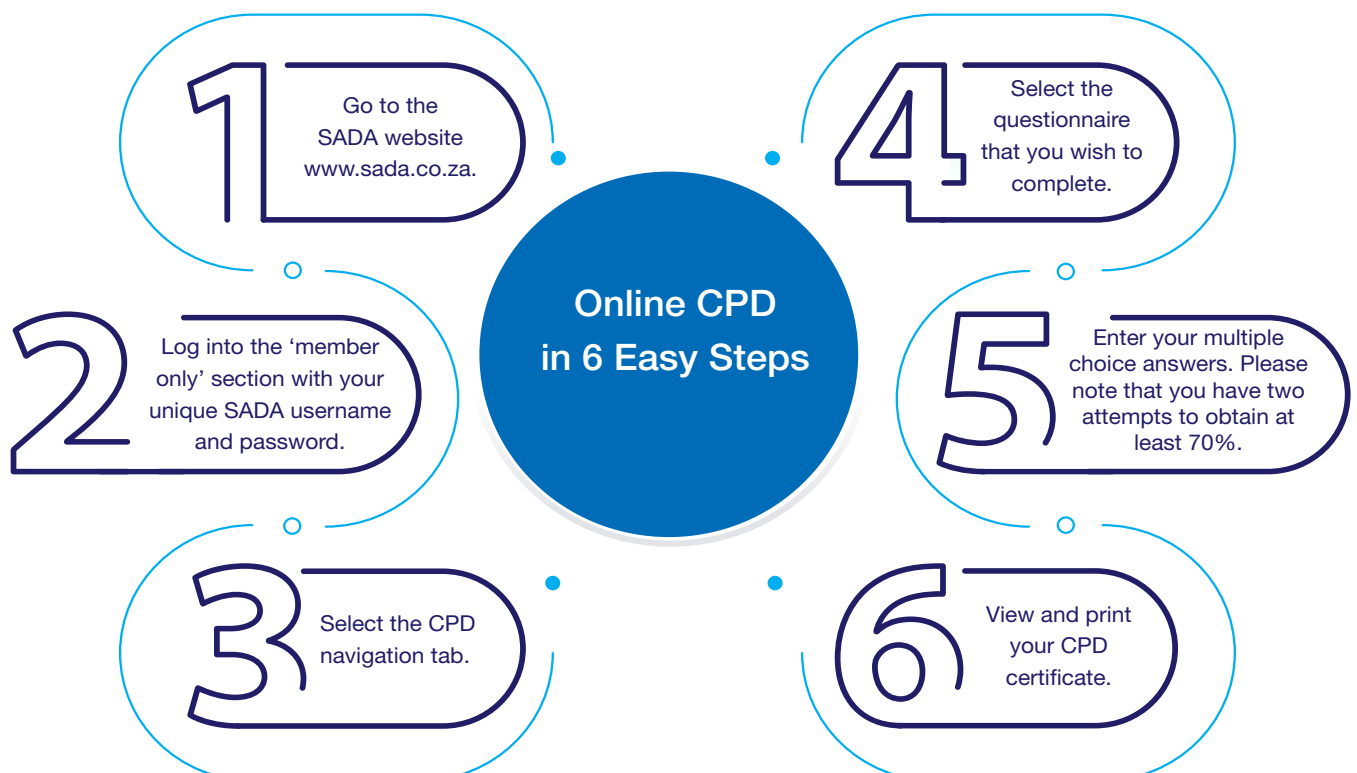 Online CPD
in 6 Easy Steps
1
Go to the
SADA website
www.sada.co.za.
2
Log into the ‘member
only’ section with your
unique SADA username
and password.
3
Select the CPD
navigation tab.
4
Select the
questionnaire
that you wish to
complete.
5
Enter your multiple
choice answers. Please
note that you have two
attempts to obtain at
least 70%.
6
View and print
your CPD
certificate.